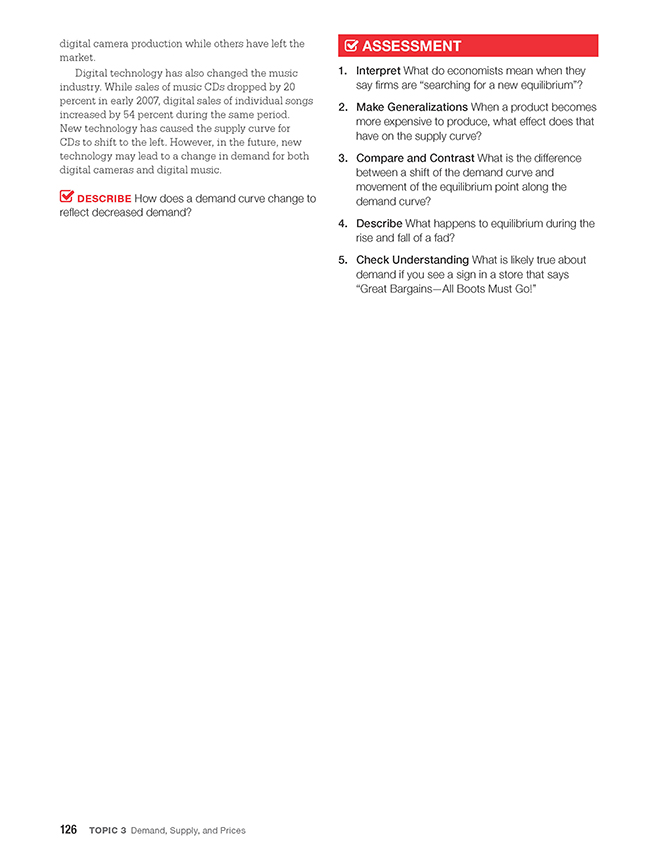 digital camera production while others have left the
market.
Digital technology has also changed the music
industry. While sales of music CDs dropped by 20
percent in early 2007, digital sales of individual songs
increased by 54 percent during the same period.
New technology has caused the supply curve for
CDs to shift to the left. However, in the future, new
technology may lead to a change in demand for both
digital cameras and digital music.
DESCRIBE How does a demand curve change to
reflect decreased demand?
ASSESSMENT
1. Interpret What do economists mean when they
say firms are “searching for a new equilibrium”?
2. Make Generalizations When a product becomes
more expensive to produce, what effect does that
have on the supply curve?
3. Compare and Contrast What is the difference
between a shift of the demand curve and
movement of the equilibrium point along the
demand curve?
4. Describe What happens to equilibrium during the
rise and fall of a fad?
5. Check Understanding What is likely true about
demand if you see a sign in a store that says
“Great Bargains—All Boots Must Go!”
126 TOPIC 3 Demand, Supply, and Prices